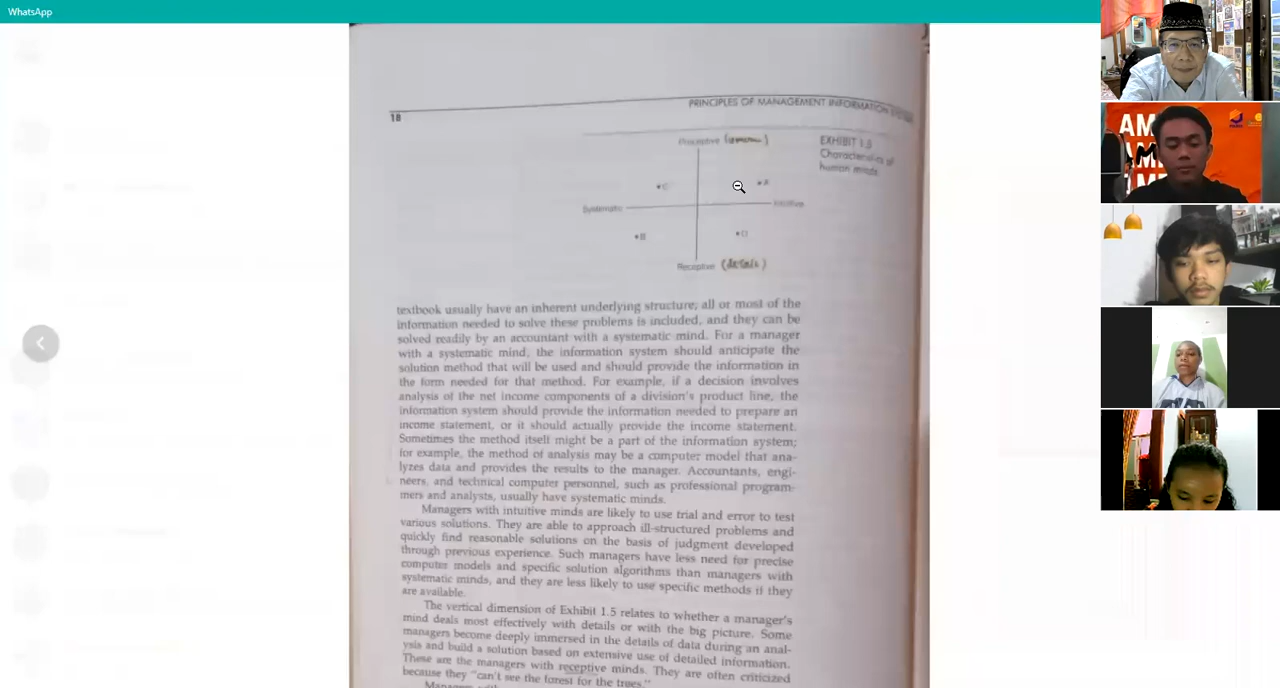 WhatsApp
PRINCIPLES OF MANAGEMENT INFORMATION
18
Preceptive (umum)
EXHIBIT 1.5
Characteristics of
human minds
• C
• A
Systematic
Intuitive
• B
• D
Receptive (detail)
textbook usually have an inherent underlying structure; all or most of the
information needed to solve these problems is included, and they can be
solved readily by an accountant with a systematic mind. For a manager
with a systematic mind, the information system should anticipate the
solution method that will be used and should provide the information in
the form needed for that method. For example, if a decision involves
analysis of the net income components of a division's product line, the
information system should provide the information needed to prepare an
income statement, or it should actually provide the income statement.
Sometimes the method itself might be a part of the information system;
for example, the method of analysis may be a computer model that ana-
lyzes data and provides the results to the manager. Accountants, engi-
neers, and technical computer personnel, such as professional program-
mers and analysts, usually have systematic minds.
Managers with intuitive minds are likely to use trial and error to test
various solutions. They are able to approach ill-structured problems and
quickly find reasonable solutions on the basis of judgment developed
through previous experience. Such managers have less need for precise
computer models and specific solution algorithms than managers with
systematic minds, and they are less likely to use specific methods if they
are available.
The vertical dimension of Exhibit 1.5 relates to whether a manager's
mind deals most effectively with details or with the big picture. Some
managers become deeply immersed in the details of data during an anal-
ysis and build a solution based on extensive use of detailed information.
These are the managers with receptive minds. They are often criticized
because they "can't see the forest for the trees."
AM
AM